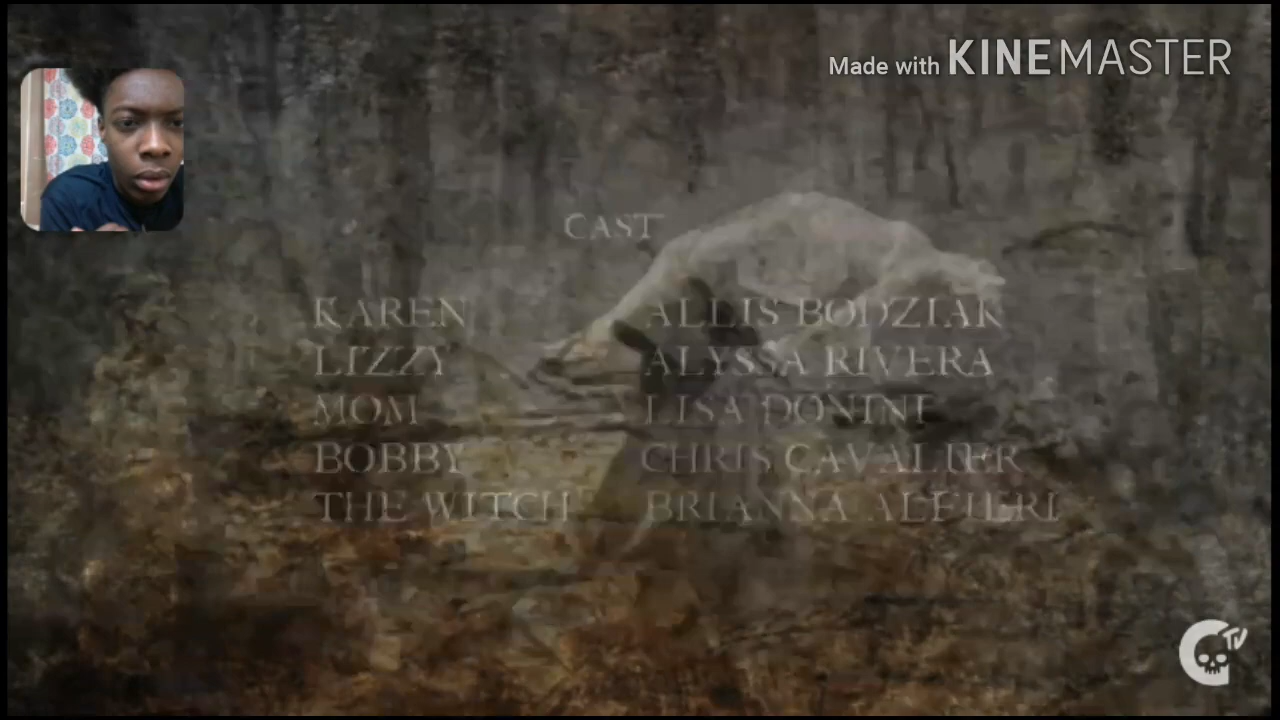 Made with KINEMASTER
CAST
KAREN ALLIS BODZIAK
LIZZY ALYSSA RIVERA
MOM LISA DONINI
BOBBY CHRIS CAVALIER
THE WITCH BRIANNA ALFIERI
TV